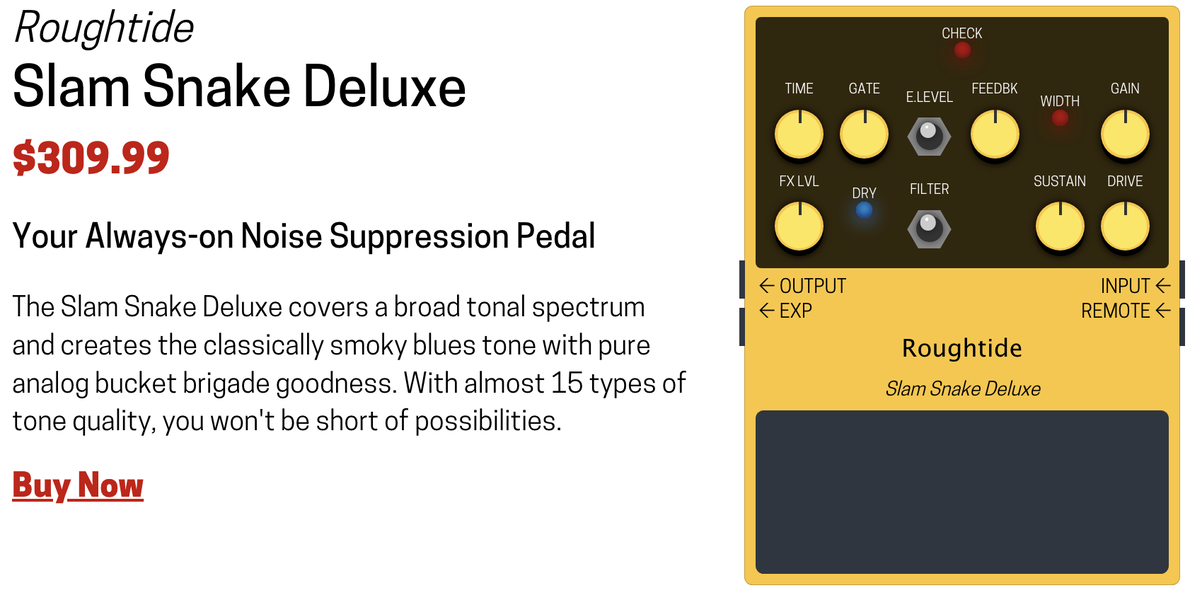 Roughtide
Slam Snake Deluxe
$309.99
Your Always-on Noise Suppression Pedal
The Slam Snake Deluxe covers a broad tonal spectrum
and creates the classically smoky blues tone with pure
analog bucket brigade goodness. With almost 15 types of
tone quality, you won't be short of possibilities.
Buy Now
CHECK
TIME GATE E.LEVEL FEEDBK WIDTH GAIN
FX LVL DRY FILTER SUSTAIN DRIVE
← OUTPUT INPUT ←
← EXP REMOTE ←
Roughtide
Slam Snake Deluxe